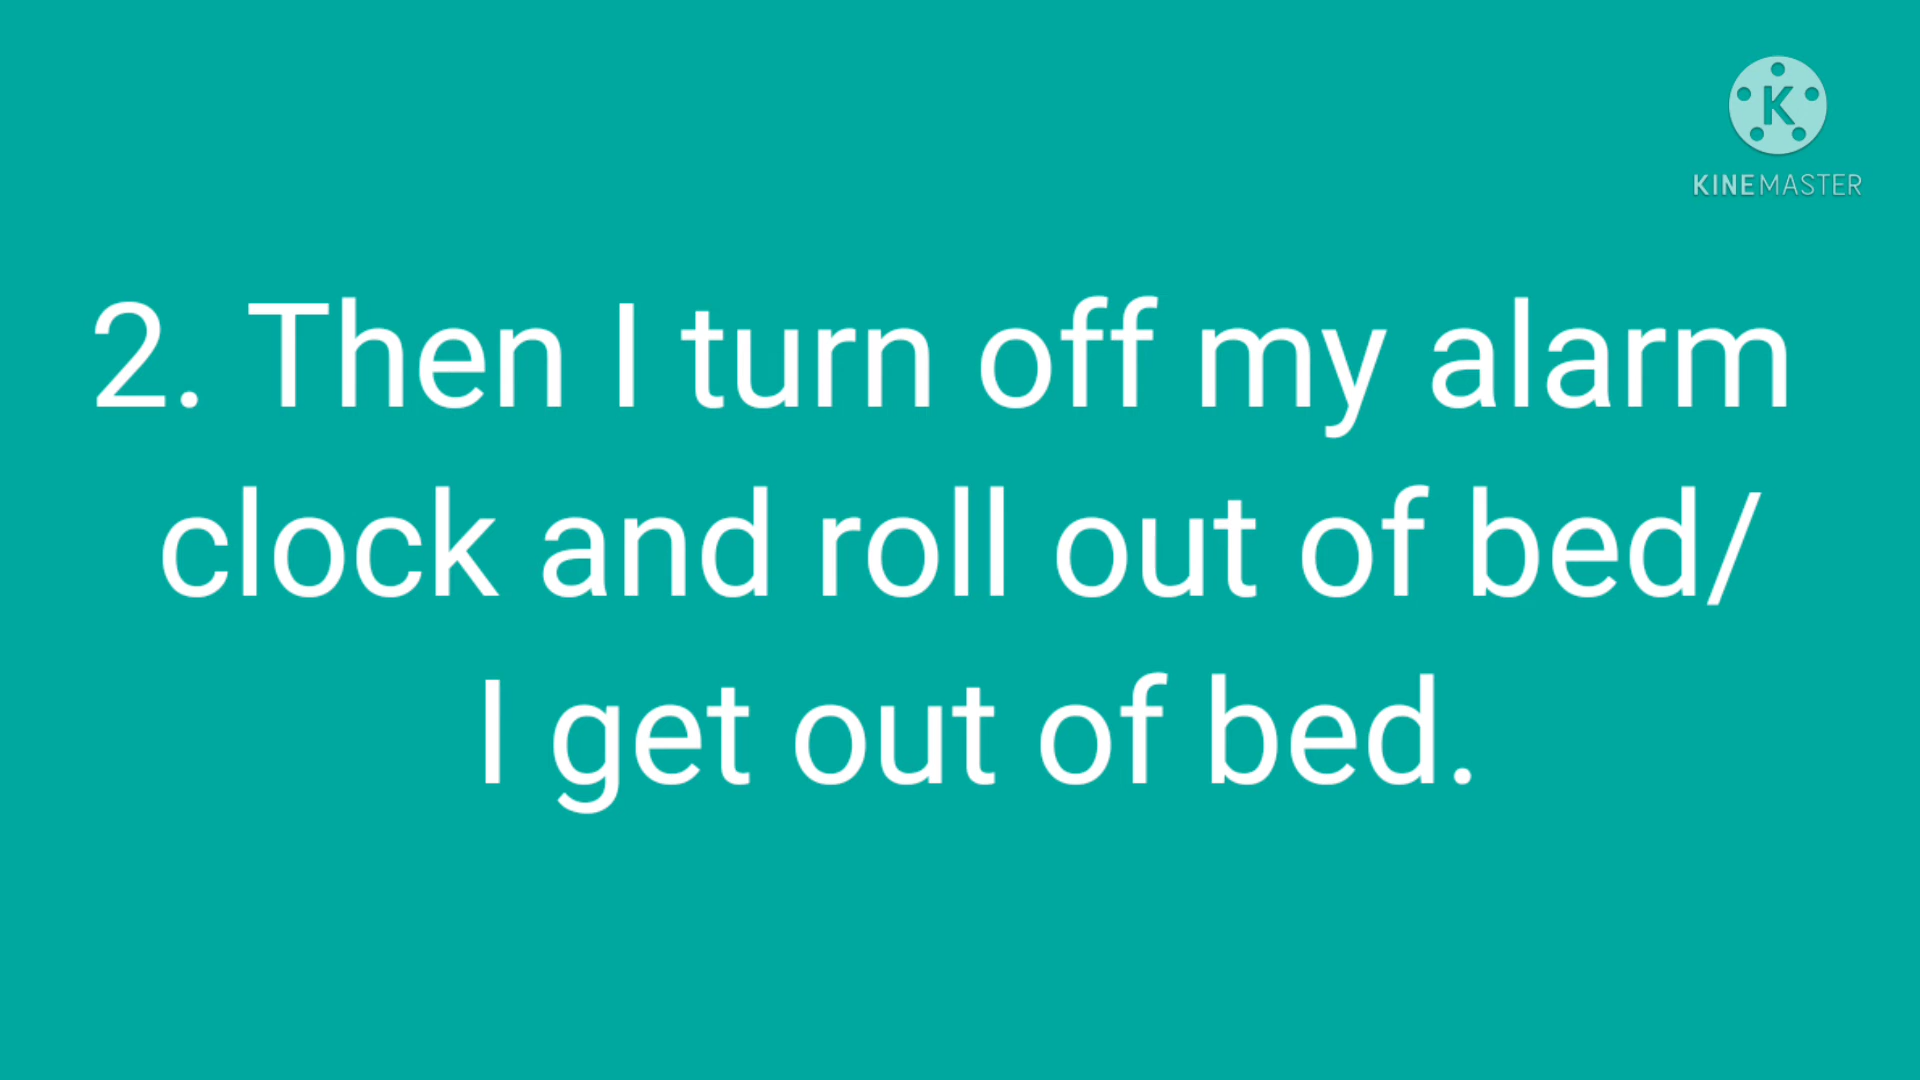 K
KINEMASTER
2. Then I turn off my alarm
clock and roll out of bed/
I get out of bed.